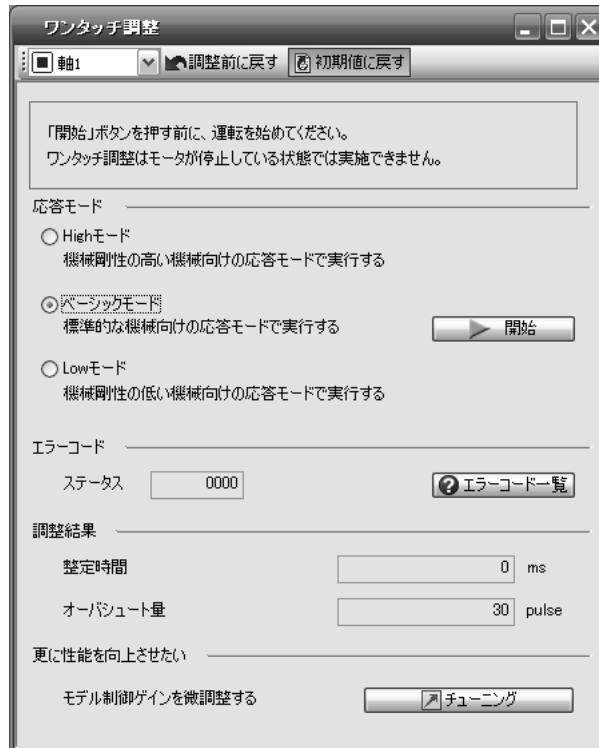 ワンタッチ調整
軸1 調整前に戻す 初期値に戻す
「開始」ボタンを押す前に、運転を始めてください。
ワンタッチ調整はモータが停止している状態では実施できません。
応答モード
Highモード
機械剛性の高い機械向けの応答モードで実行する
ベーシックモード
標準的な機械向けの応答モードで実行する
開始
Lowモード
機械剛性の低い機械向けの応答モードで実行する
エラーコード
ステータス 0000 エラーコード一覧
調整結果
整定時間 0 ms
オーバシュート量 30 pulse
更に性能を向上させたい
モデル制御ゲインを微調整する チューニング